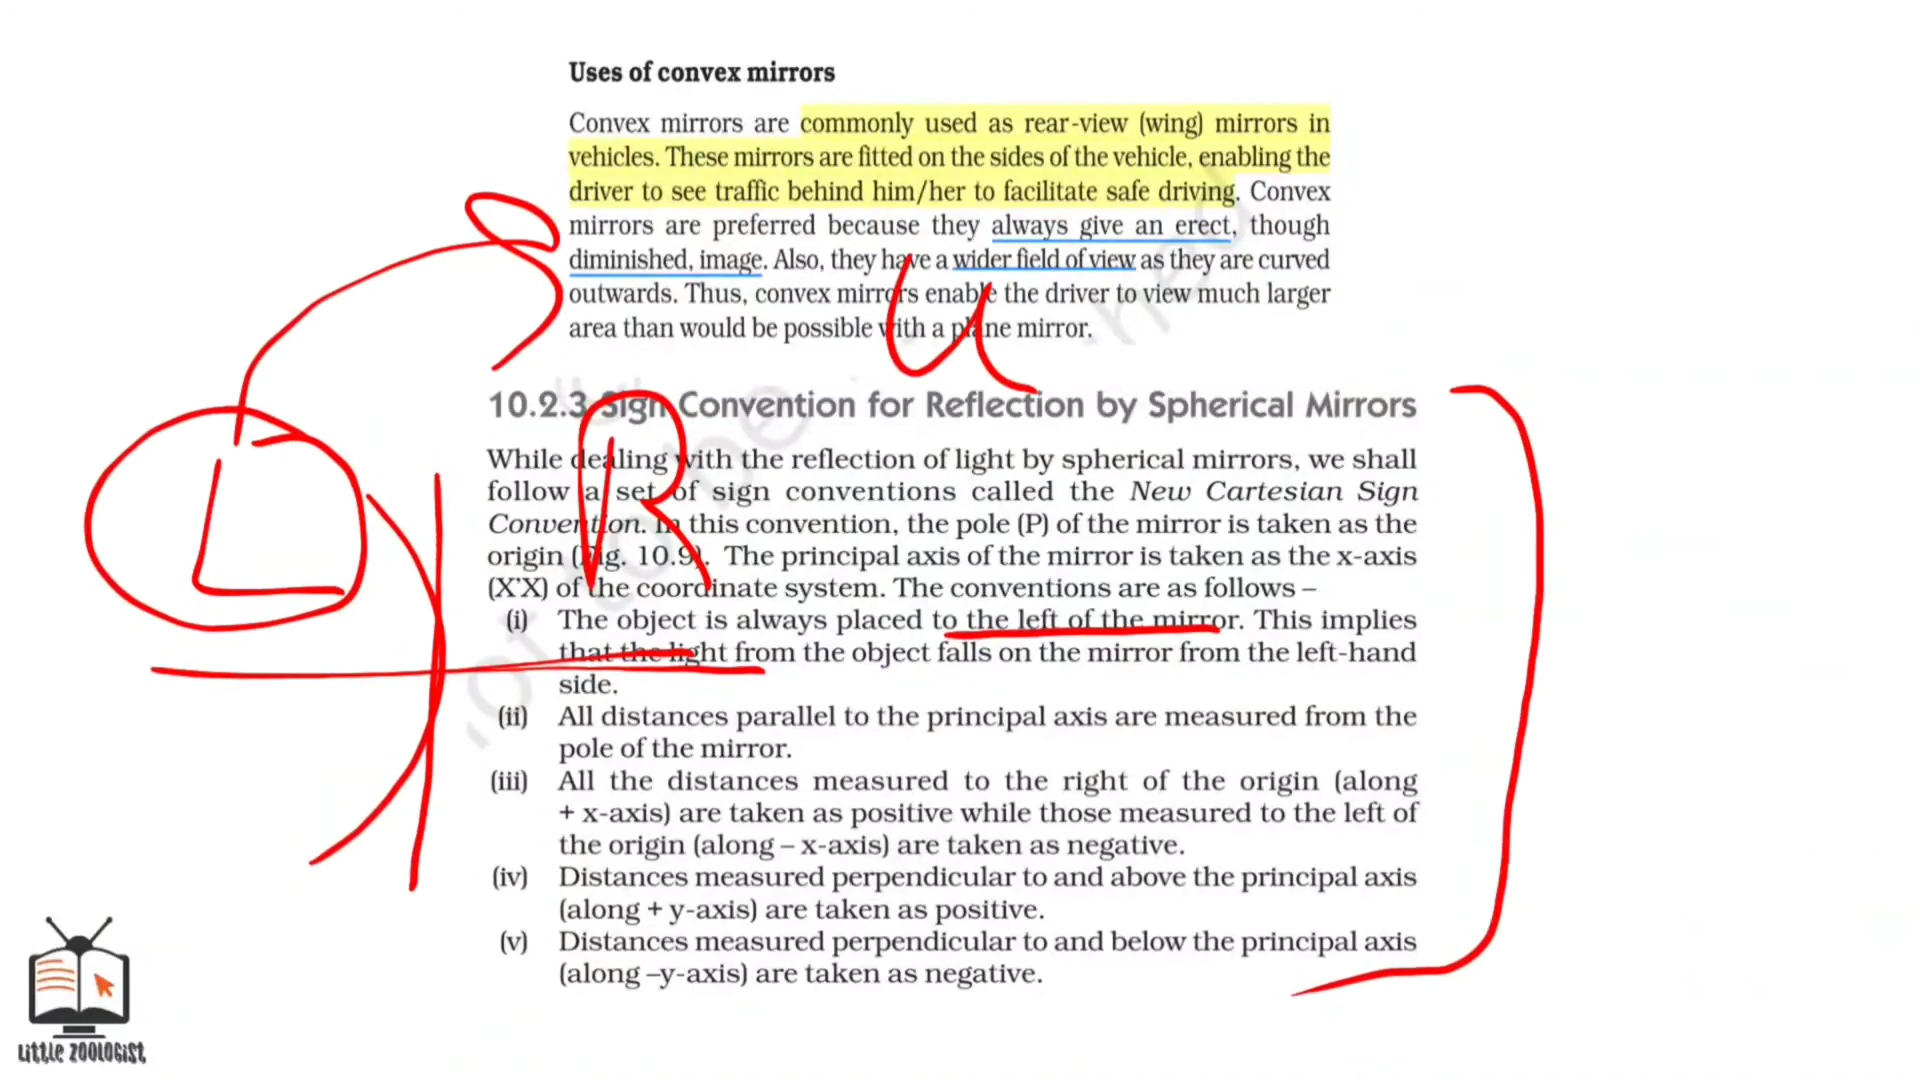 Uses of convex mirrors
Convex mirrors are commonly used as rear-view (wing) mirrors in
vehicles. These mirrors are fitted on the sides of the vehicle, enabling the
driver to see traffic behind him/her to facilitate safe driving. Convex
mirrors are preferred because they always give an erect, though
diminished, image. Also, they have a wider field of view as they are curved
outwards. Thus, convex mirrors enable the driver to view much larger
area than would be possible with a plane mirror.
u
10.2.3 Sign Convention for Reflection by Spherical Mirrors
L
R
While dealing with the reflection of light by spherical mirrors, we shall
follow a set of sign conventions called the New Cartesian Sign
Convention. In this convention, the pole (P) of the mirror is taken as the
origin (Fig. 10.9). The principal axis of the mirror is taken as the x-axis
(X'X) of the coordinate system. The conventions are as follows –
(i) The object is always placed to the left of the mirror. This implies
that the light from the object falls on the mirror from the left-hand
side.
(ii) All distances parallel to the principal axis are measured from the
pole of the mirror.
(iii) All the distances measured to the right of the origin (along
+ x-axis) are taken as positive while those measured to the left of
the origin (along – x-axis) are taken as negative.
(iv) Distances measured perpendicular to and above the principal axis
(along + y-axis) are taken as positive.
(v) Distances measured perpendicular to and below the principal axis
(along –y-axis) are taken as negative.
LITTLE ZOOLOGIST